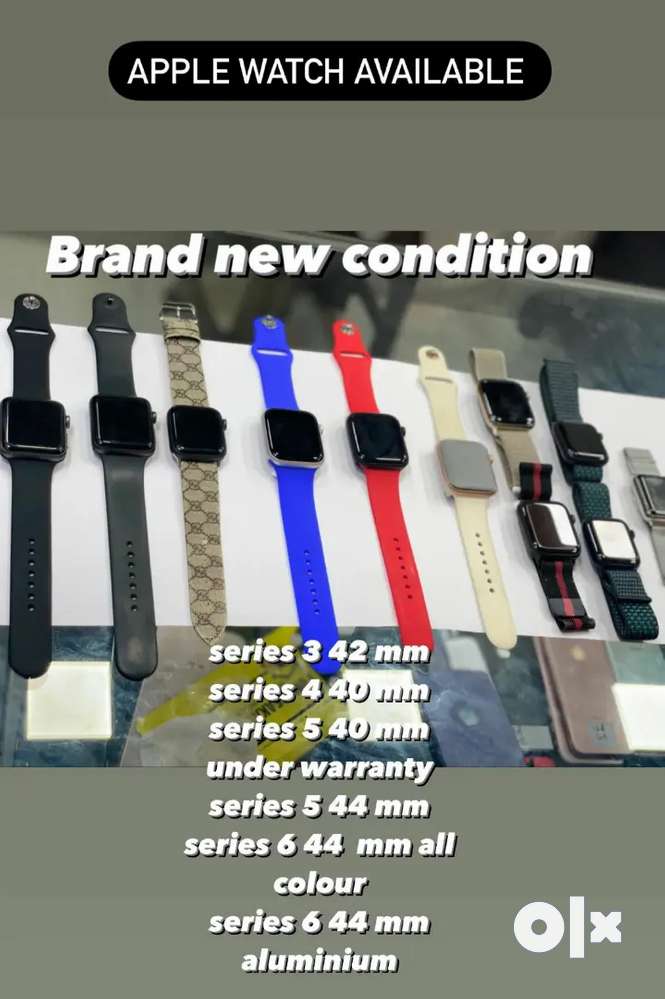 APPLE WATCH AVAILABLE
Brand new condition
series 3 42 mm
series 4 40 mm
series 5 40 mm
under warranty
series 5 44 mm
series 6 44 mm all
colour
series 6 44 mm
aluminium
olx